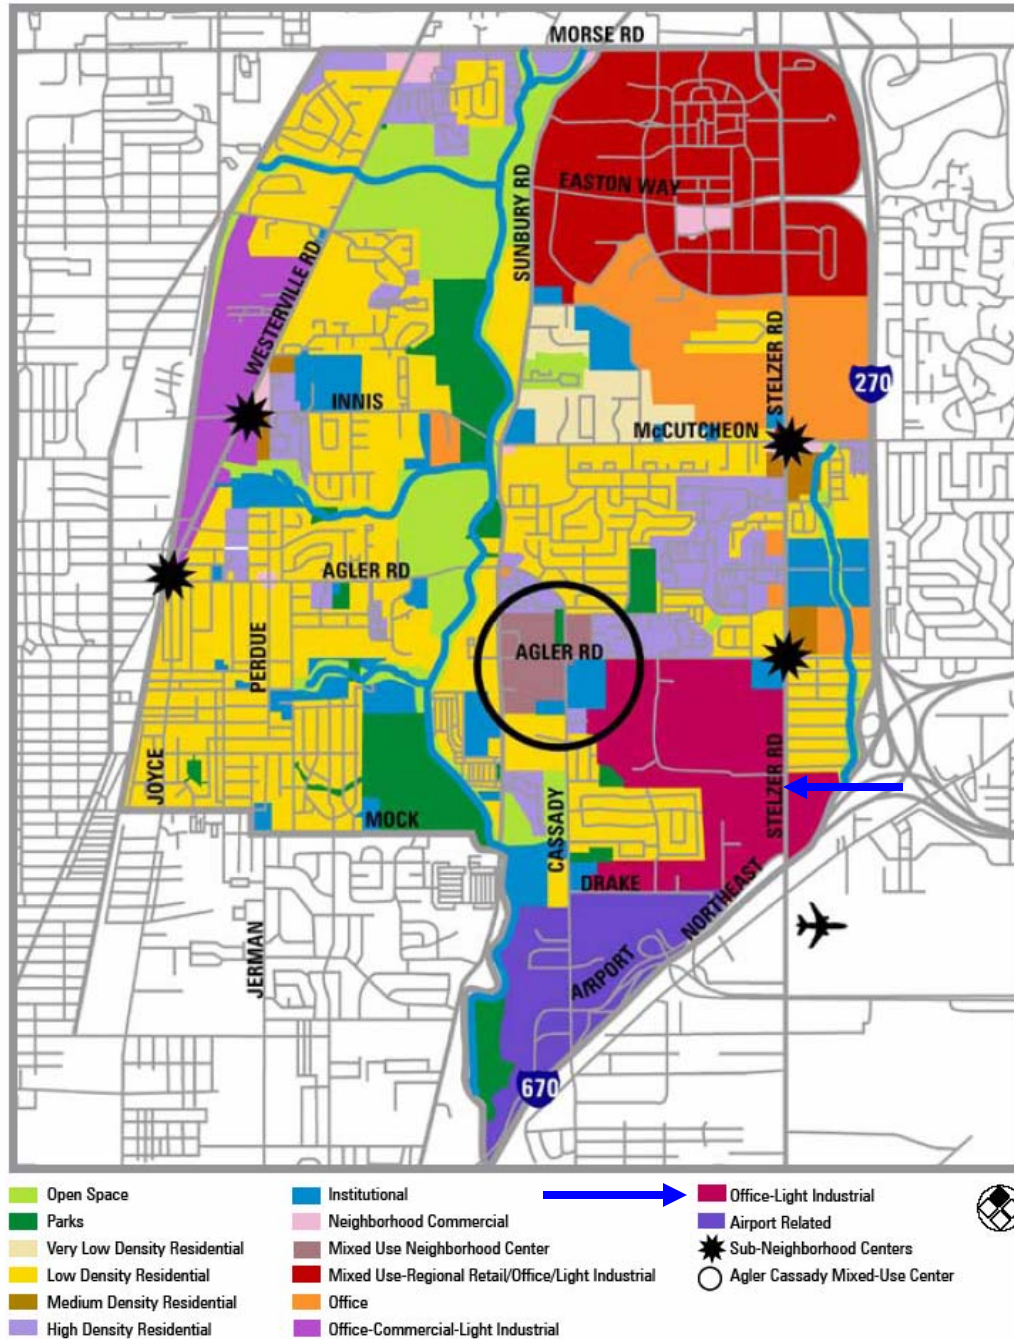 MORSE RD
SUNBURY RD
EASTON WAY
WESTERVILLE RD
STELZER RD
270
INNIS
McCUTCHEON
AGLER RD
PERDUE
AGLER RD
JOYCE
STELZER RD
MOCK
CASSADY
DRAKE
NORTHEAST
JERMAN
AIRPORT
670
Open Space
Parks
Very Low Density Residential
Low Density Residential
Medium Density Residential
High Density Residential
Institutional
Neighborhood Commercial
Mixed Use Neighborhood Center
Mixed Use-Regional Retail/Office/Light Industrial
Office
Office-Commercial-Light Industrial
Office-Light Industrial
Airport Related
Sub-Neighborhood Centers
Agler Cassady Mixed-Use Center